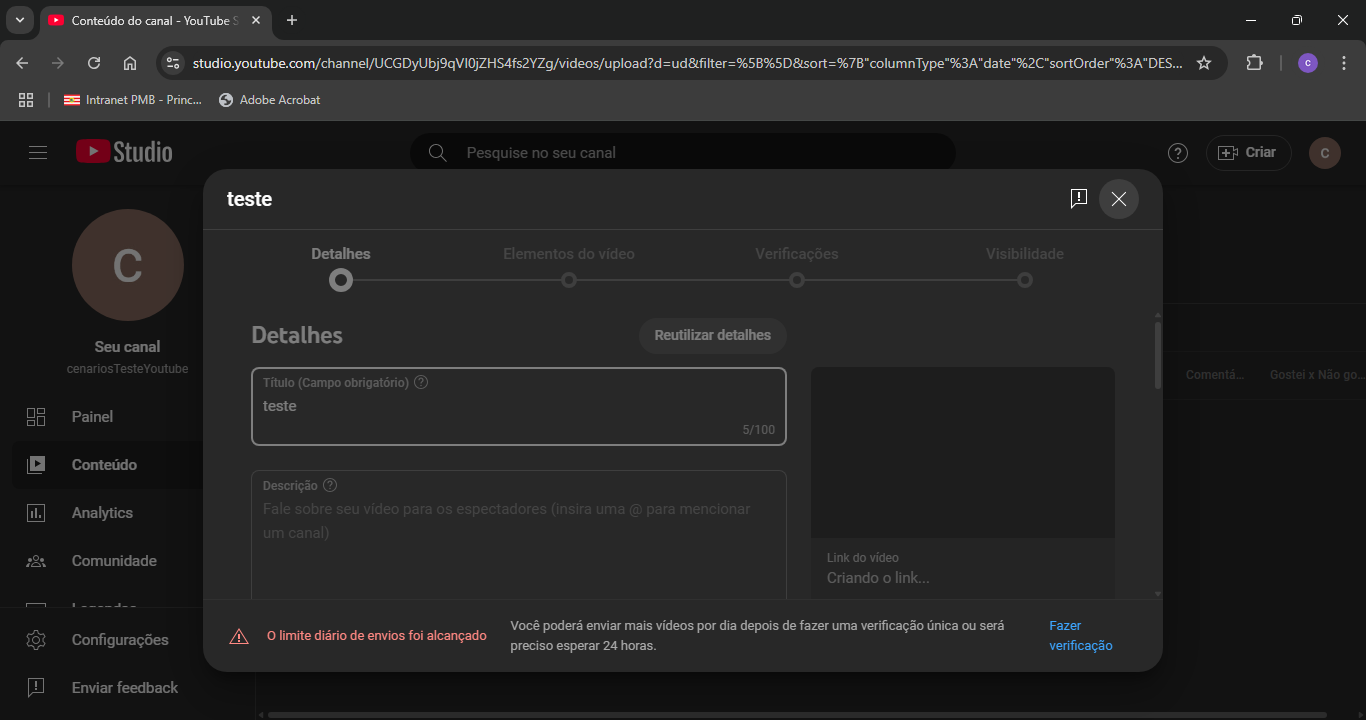 Conteúdo do canal - YouTube S
studio.youtube.com/channel/UCGDyUbj9qVI0jZHS4fs2YZg/videos/upload?d=ud&filter=%5B%5D&sort=%7B"columnType"%3A"date"%2C"sortOrder"%3A"DES...
C
Intranet PMB - Princ...
Adobe Acrobat
Studio
Pesquise no seu canal
Criar
C
teste
C
Seu canal
cenariosTesteYoutube
Painel
Conteúdo
Analytics
Comunidade
Legendas
Configurações
Enviar feedback
Detalhes
Elementos do vídeo
Verificações
Visibilidade
Detalhes
Reutilizar detalhes
Título (Campo obrigatório)
teste
5/100
Descrição
Fale sobre seu vídeo para os espectadores (insira uma @ para mencionar
um canal)
Link do vídeo
Criando o link...
Comentá...
Gostei x Não go...
O limite diário de envios foi alcançado
Você poderá enviar mais vídeos por dia depois de fazer uma verificação única ou será
preciso esperar 24 horas.
Fazer
verificação